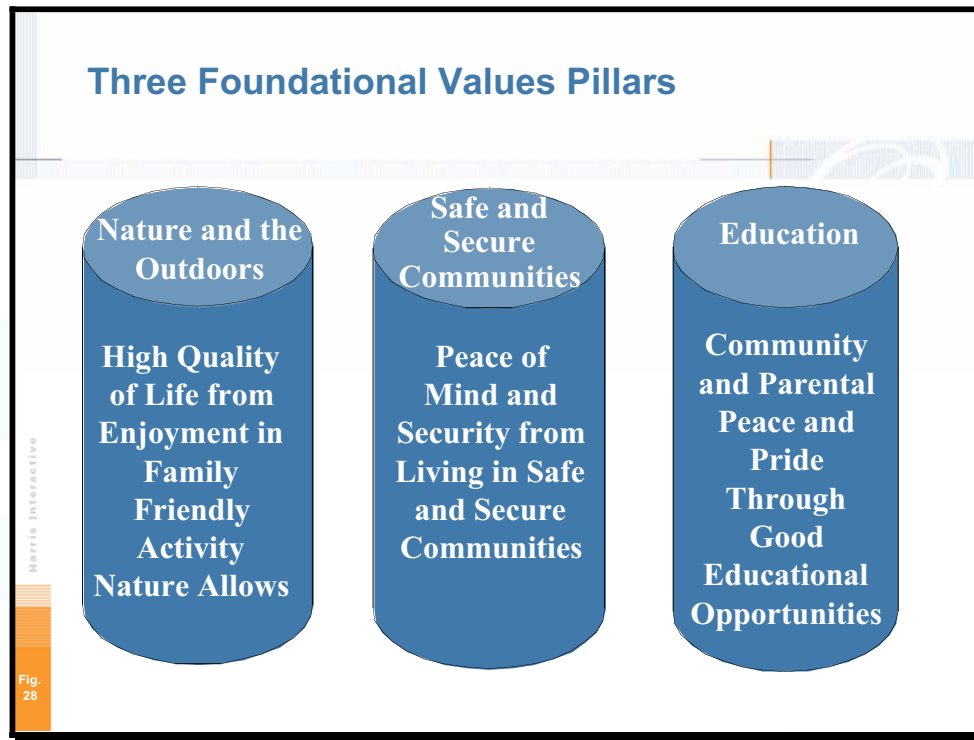 Three Foundational Values Pillars
Nature and the
Outdoors
High Quality
of Life from
Enjoyment in
Family
Friendly
Activity
Nature Allows
Safe and
Secure
Communities
Peace of
Mind and
Security from
Living in Safe
and Secure
Communities
Education
Community
and Parental
Peace and
Pride
Through
Good
Educational
Opportunities
Harris Interactive
Fig.
28